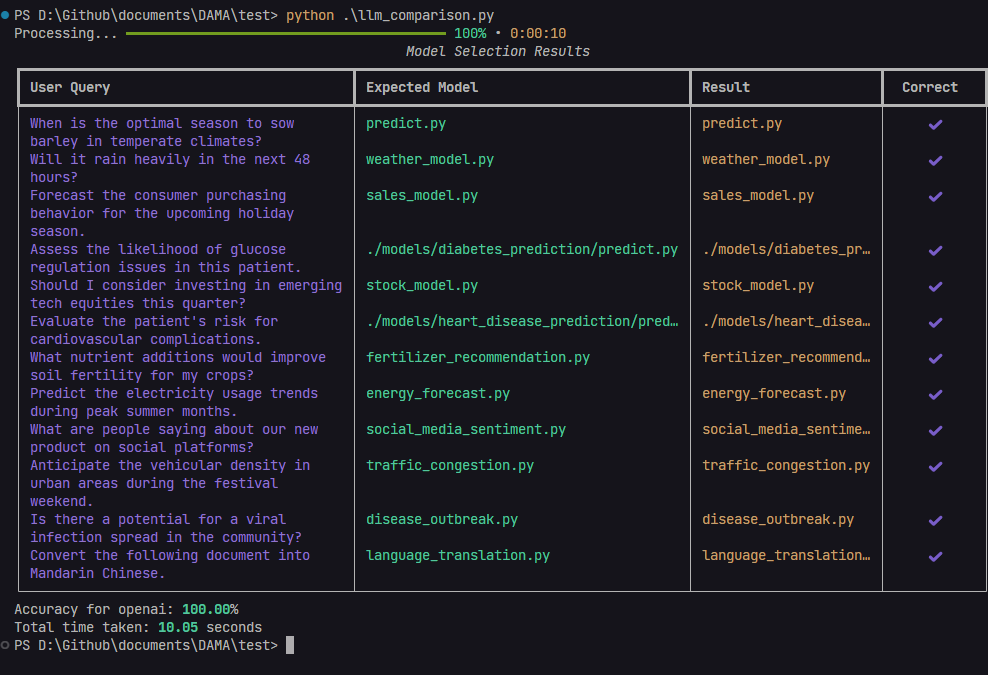 PS D:\Github\documents\DAMA\test> python .\llm_comparison.py
Processing... 100% • 0:00:10
Model Selection Results
User Query Expected Model Result Correct
When is the optimal season to sow predict.py predict.py ✓
barley in temperate climates?
Will it rain heavily in the next 48 weather_model.py weather_model.py ✓
hours?
Forecast the consumer purchasing sales_model.py sales_model.py ✓
behavior for the upcoming holiday
season.
Assess the likelihood of glucose ./models/diabetes_prediction/predict.py ./models/diabetes_pr… ✓
regulation issues in this patient.
Should I consider investing in emerging stock_model.py stock_model.py ✓
tech equities this quarter?
Evaluate the patient's risk for ./models/heart_disease_prediction/pred… ./models/heart_disea… ✓
cardiovascular complications.
What nutrient additions would improve fertilizer_recommendation.py fertilizer_recommend… ✓
soil fertility for my crops?
Predict the electricity usage trends energy_forecast.py energy_forecast.py ✓
during peak summer months.
What are people saying about our new social_media_sentiment.py social_media_sentime… ✓
product on social platforms?
Anticipate the vehicular density in traffic_congestion.py traffic_congestion.py ✓
urban areas during the festival
weekend.
Is there a potential for a viral disease_outbreak.py disease_outbreak.py ✓
infection spread in the community?
Convert the following document into language_translation.py language_translation… ✓
Mandarin Chinese.
Accuracy for openai: 100.00%
Total time taken: 10.05 seconds
PS D:\Github\documents\DAMA\test>